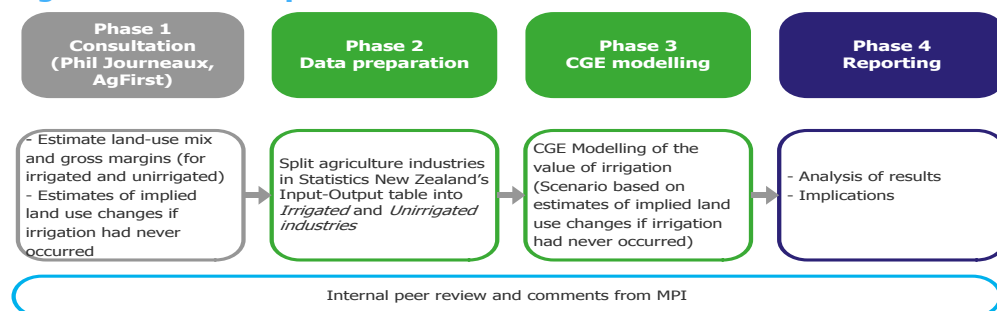 Phase 1
Consultation
(Phil Journeaux,
AgFirst)
Phase 2
Data preparation
Phase 3
CGE modelling
Phase 4
Reporting
- Estimate land-use mix
and gross margins (for
irrigated and unirrigated)
- Estimates of implied
land use changes if
irrigation had never
occurred
Split agriculture industries
in Statistics New Zealand's
Input-Output table into
Irrigated and Unirrigated
industries
CGE Modelling of the
value of irrigation
(Scenario based on
estimates of implied land
use changes if irrigation
had never occurred)
- Analysis of results
- Implications
Internal peer review and comments from MPI